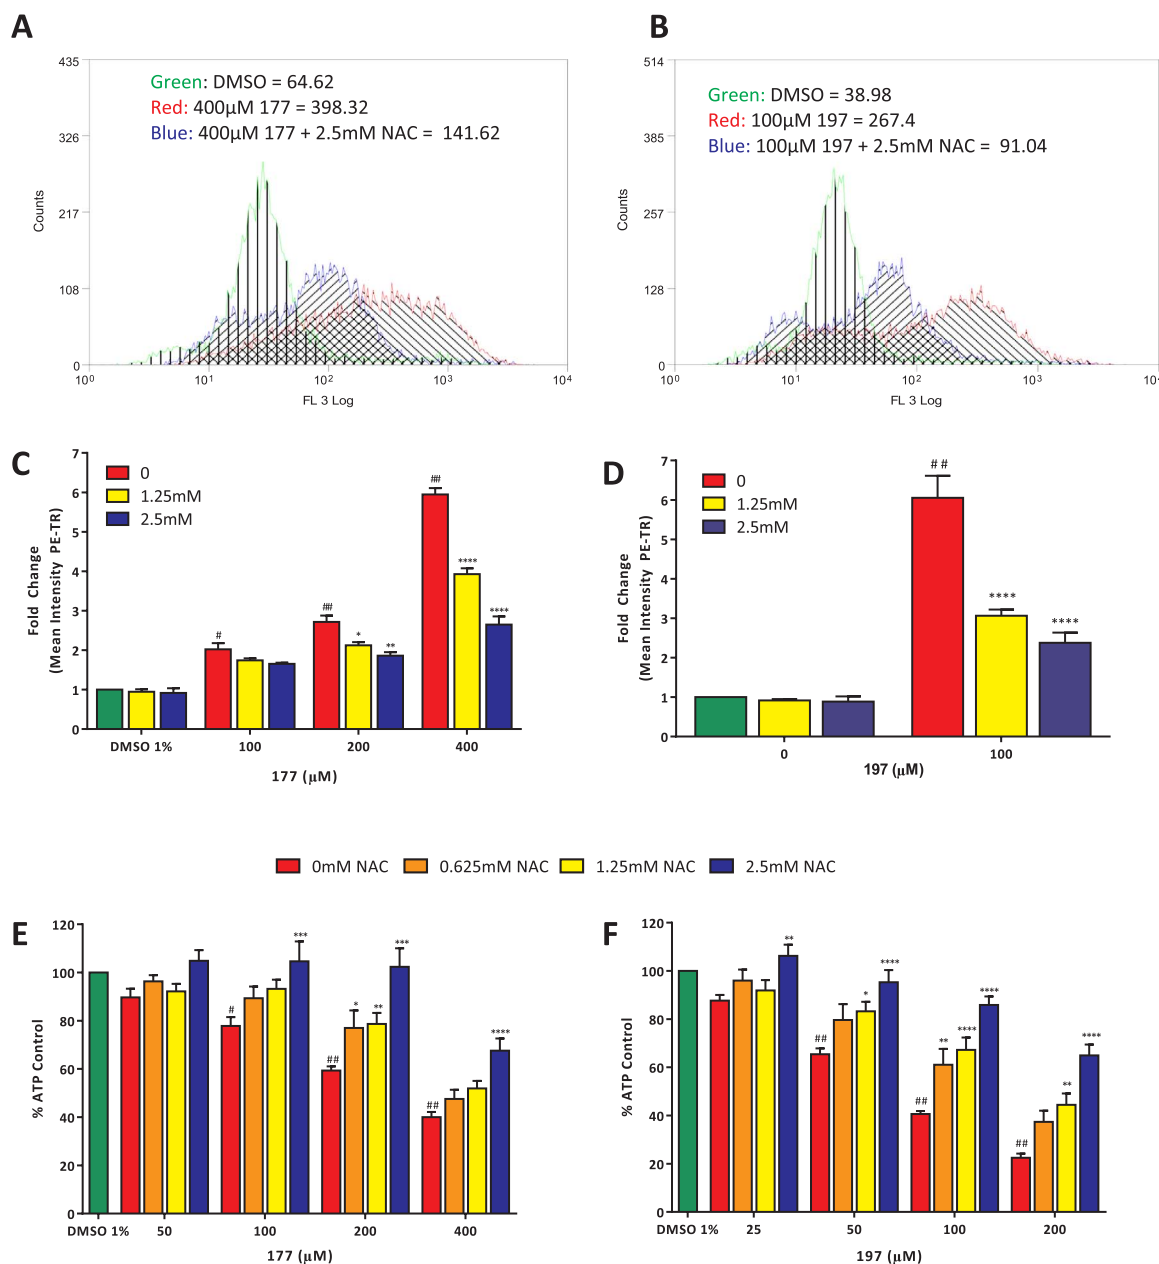 A
435
326
217
108
0
Counts
Green: DMSO = 64.62
Red: 400µM 177 = 398.32
Blue: 400µM 177 + 2.5mM NAC = 141.62
10⁰ 10¹ 10² 10³ 10⁴
FL 3 Log
B
514
385
257
128
0
Counts
Green: DMSO = 38.98
Red: 100µM 197 = 267.4
Blue: 100µM 197 + 2.5mM NAC = 91.04
10⁰ 10¹ 10² 10³ 10
FL 3 Log
C
7
6
5
4
3
2
1
0
Fold Change
(Mean Intensity PE-TR)
0
1.25mM
2.5mM
# ## * ** ## **** ****
DMSO 1% 100 200 400
177 (µM)
D
7
6
5
4
3
2
1
0
Fold Change
(Mean Intensity PE-TR)
0
1.25mM
2.5mM
## **** ****
0 100
197 (µM)
0mM NAC 0.625mM NAC 1.25mM NAC 2.5mM NAC
E
120
100
80
60
40
20
0
% ATP Control
# *** ## * ** *** ## ****
DMSO 1% 50 100 200 400
177 (µM)
F
120
100
80
60
40
20
0
% ATP Control
** ## * **** ## ** **** **** ## ** ****
DMSO 1% 25 50 100 200
197 (µM)